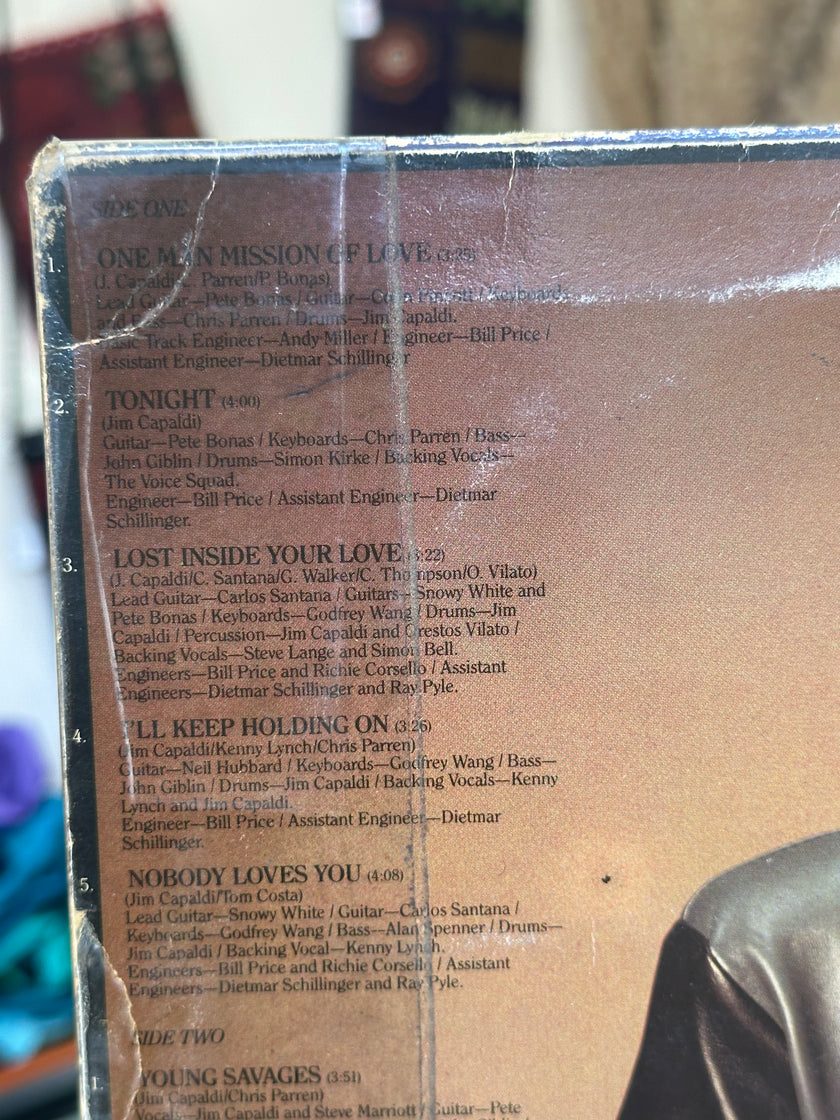 SIDE ONE
1. ONE MAN MISSION OF LOVE (3:25)
(J. Capaldi/C. Parren/P. Bonas)
Lead Guitar—Pete Bonas / Guitar— / Keyboards
and Bass—Chris Parren / Drums—Jim Capaldi.
Basic Track Engineer—Andy Miller / Engineer—Bill Price /
Assistant Engineer—Dietmar Schillinger
2. TONIGHT (4:00)
(Jim Capaldi)
Guitar—Pete Bonas / Keyboards—Chris Parren / Bass—
John Giblin / Drums—Simon Kirke / Backing Vocals—
The Voice Squad.
Engineer—Bill Price / Assistant Engineer—Dietmar
Schillinger.
3. LOST INSIDE YOUR LOVE (3:22)
(J. Capaldi/C. Santana/G. Walker/C. Thompson/O. Vilato)
Lead Guitar—Carlos Santana / Guitars—Snowy White and
Pete Bonas / Keyboards—Godfrey Wang / Drums—Jim
Capaldi / Percussion—Jim Capaldi and Orestos Vilato /
Backing Vocals—Steve Lange and Simon Bell.
Engineers—Bill Price and Richie Corsello / Assistant
Engineers—Dietmar Schillinger and Ray Pyle.
4. I'LL KEEP HOLDING ON (3:26)
(Jim Capaldi/Kenny Lynch/Chris Parren)
Guitar—Neil Hubbard / Keyboards—Godfrey Wang / Bass—
John Giblin / Drums—Jim Capaldi / Backing Vocals—Kenny
Lynch and Jim Capaldi.
Engineer—Bill Price / Assistant Engineer—Dietmar
Schillinger.
5. NOBODY LOVES YOU (4:08)
(Jim Capaldi/Tom Costa)
Lead Guitar—Snowy White / Guitar—Carlos Santana /
Keyboards—Godfrey Wang / Bass—Alan Spenner / Drums—
Jim Capaldi / Backing Vocal—Kenny Lynch.
Engineers—Bill Price and Richie Corsello / Assistant
Engineers—Dietmar Schillinger and Ray Pyle.
SIDE TWO
1. YOUNG SAVAGES (3:51)
(Jim Capaldi/Chris Parren)
Vocals—Jim Capaldi and Steve Marriott / Guitar—Pete